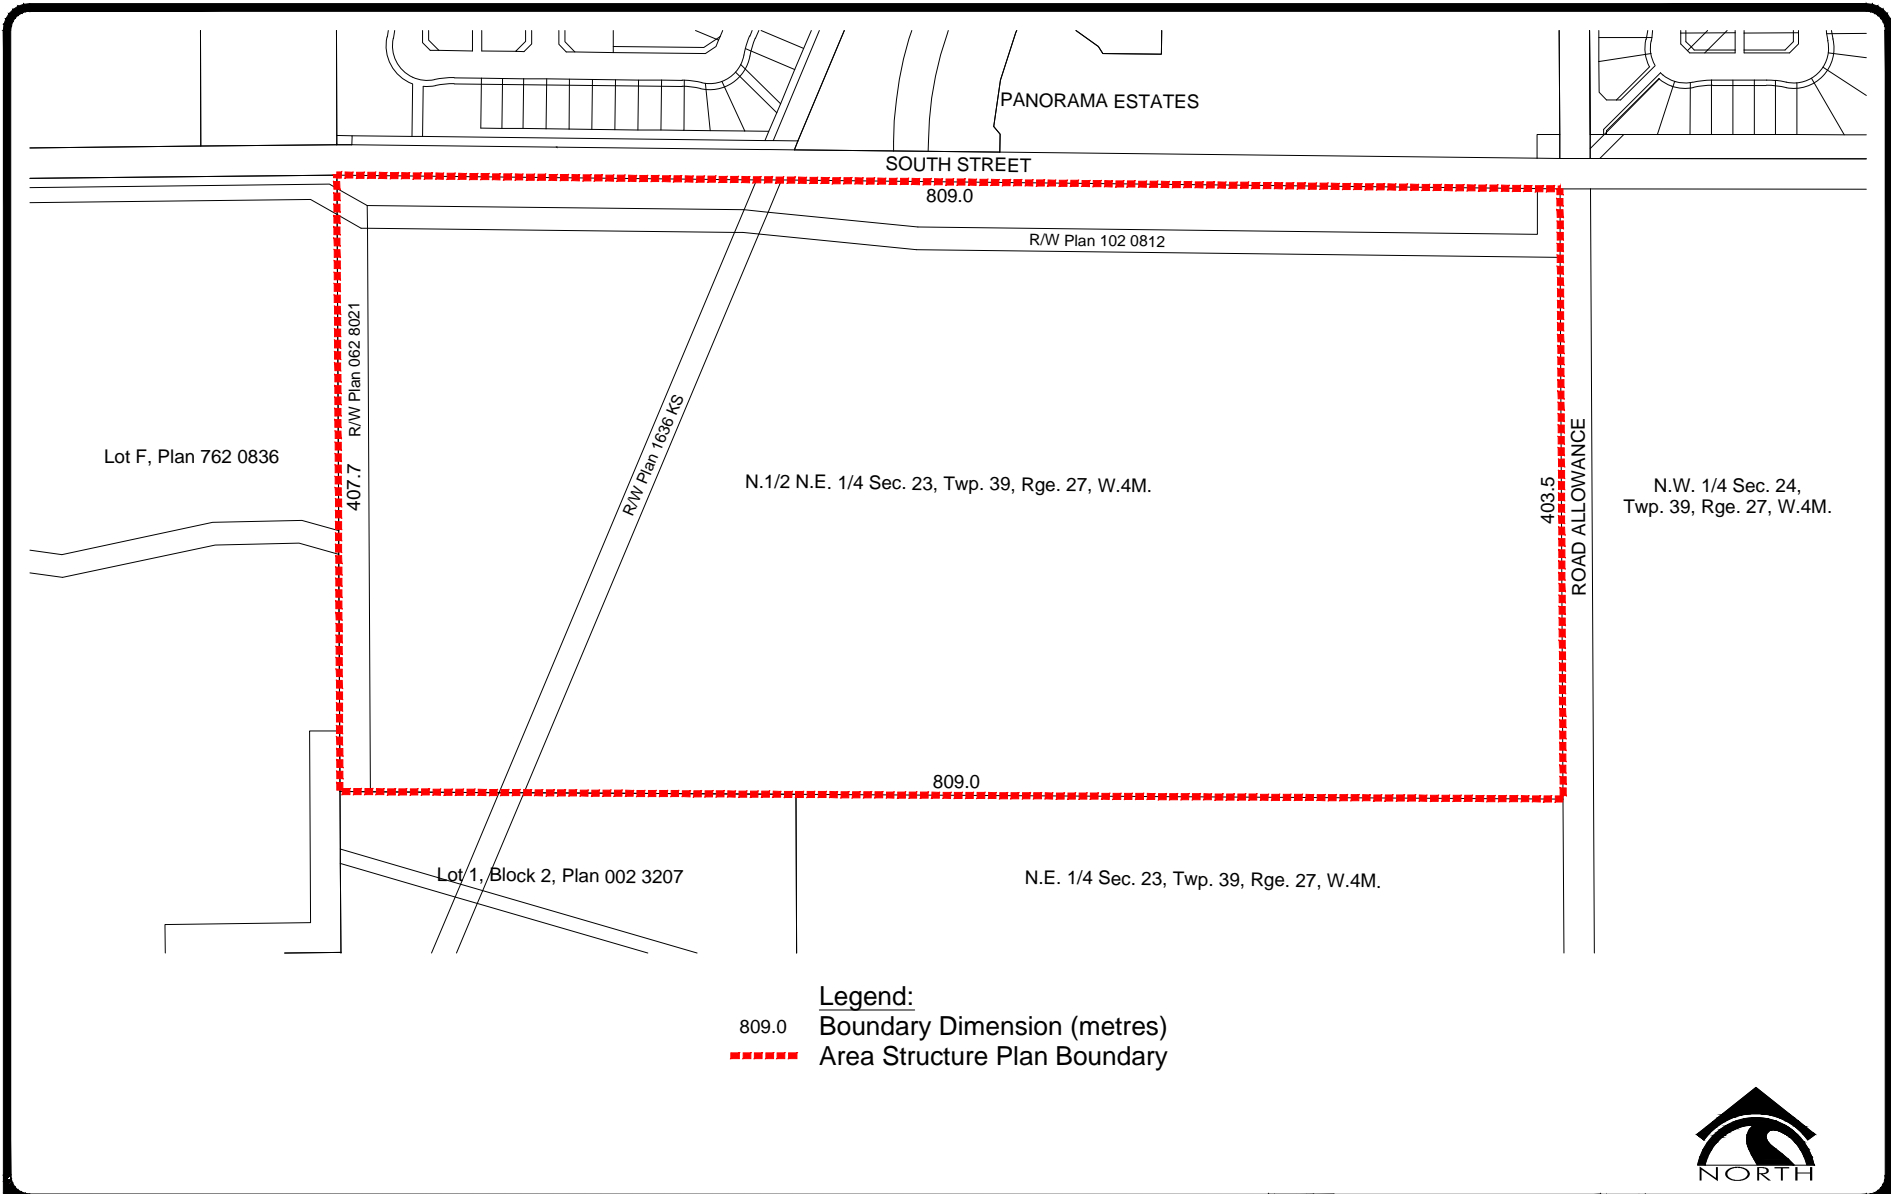 PANORAMA ESTATES
SOUTH STREET
809.0
R/W Plan 102 0812
R/W Plan 062 8021
407.7
R/W Plan 1636 KS
Lot F, Plan 762 0836
N.1/2 N.E. 1/4 Sec. 23, Twp. 39, Rge. 27, W.4M.
403.5
ROAD ALLOWANCE
N.W. 1/4 Sec. 24,
Twp. 39, Rge. 27, W.4M.
809.0
Lot 1, Block 2, Plan 002 3207
N.E. 1/4 Sec. 23, Twp. 39, Rge. 27, W.4M.
Legend:
809.0 Boundary Dimension (metres)
Area Structure Plan Boundary
NORTH